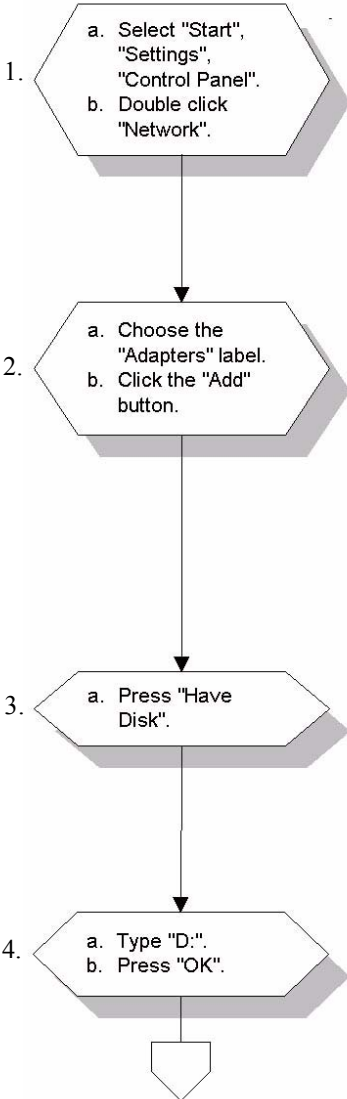 1.
a. Select "Start",
"Settings",
"Control Panel".
b. Double click
"Network".
2.
a. Choose the
"Adapters" label.
b. Click the "Add"
button.
3.
a. Press "Have
Disk".
4.
a. Type "D:".
b. Press "OK".